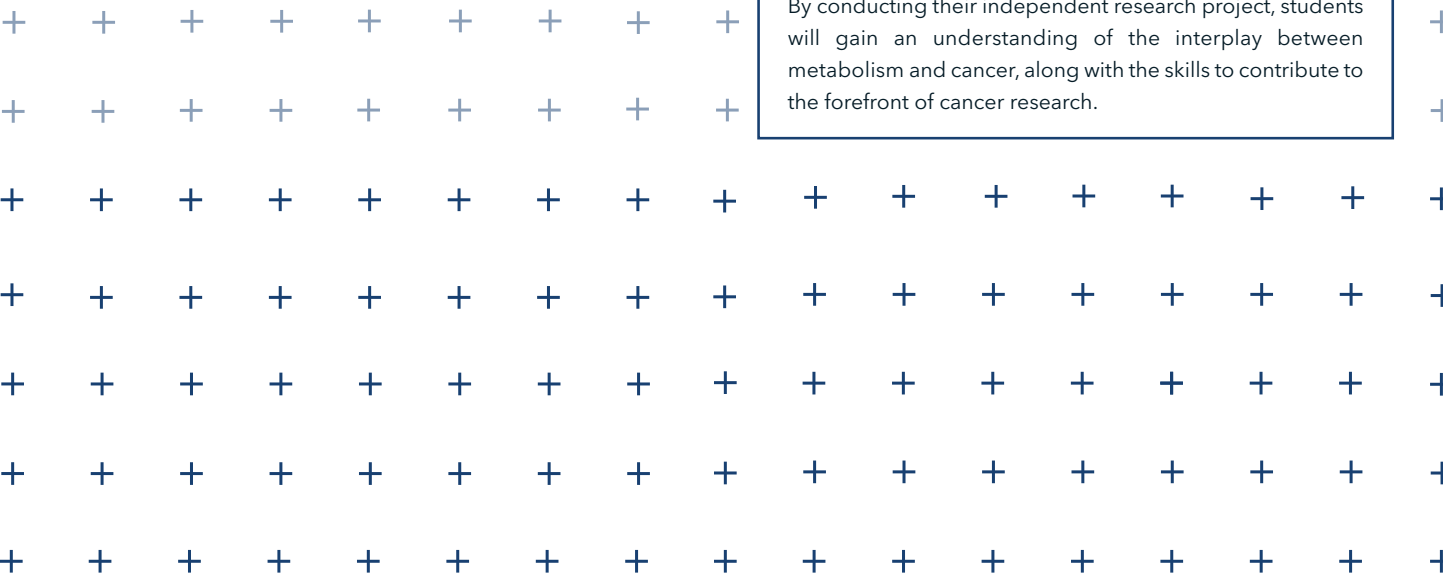 By conducting their independent research project, students
will gain an understanding of the interplay between
metabolism and cancer, along with the skills to contribute to
the forefront of cancer research.